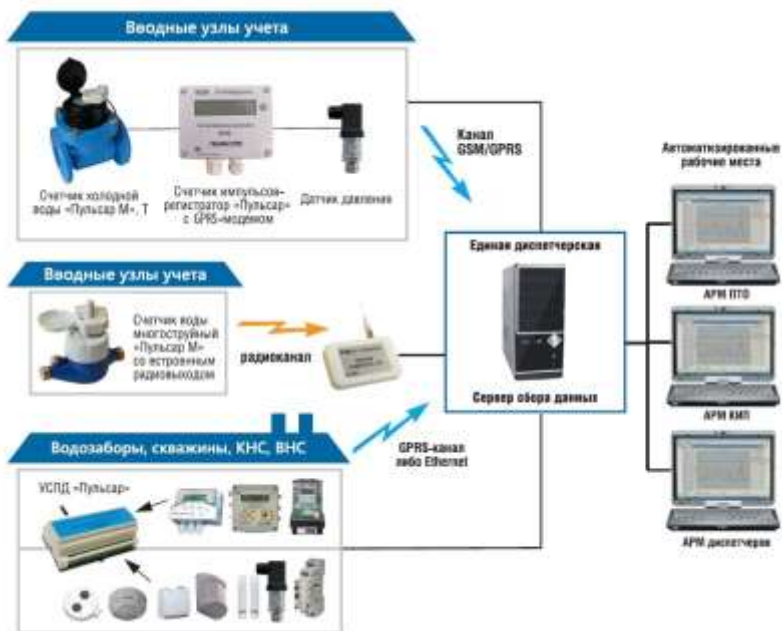 Вводные узлы учета
Счетчик холодной
воды «Пульсар М», Т
Счетчик импульсов-
регистратор «Пульсар»
с GPRS-модемом
Датчик давления
Канал
GSM/GPRS
Автоматизированные
рабочие места
Единая диспетчерская
Сервер сбора данных
АРМ ПТО
АРМ КИП
АРМ диспетчеров
Вводные узлы учета
Счетчик воды
многоструйный
«Пульсар М»
со встроенным
радиовыходом
радиоканал
GPRS-канал
либо Ethernet
Водозаборы, скважины, КНС, ВНС
УСПД «Пульсар»